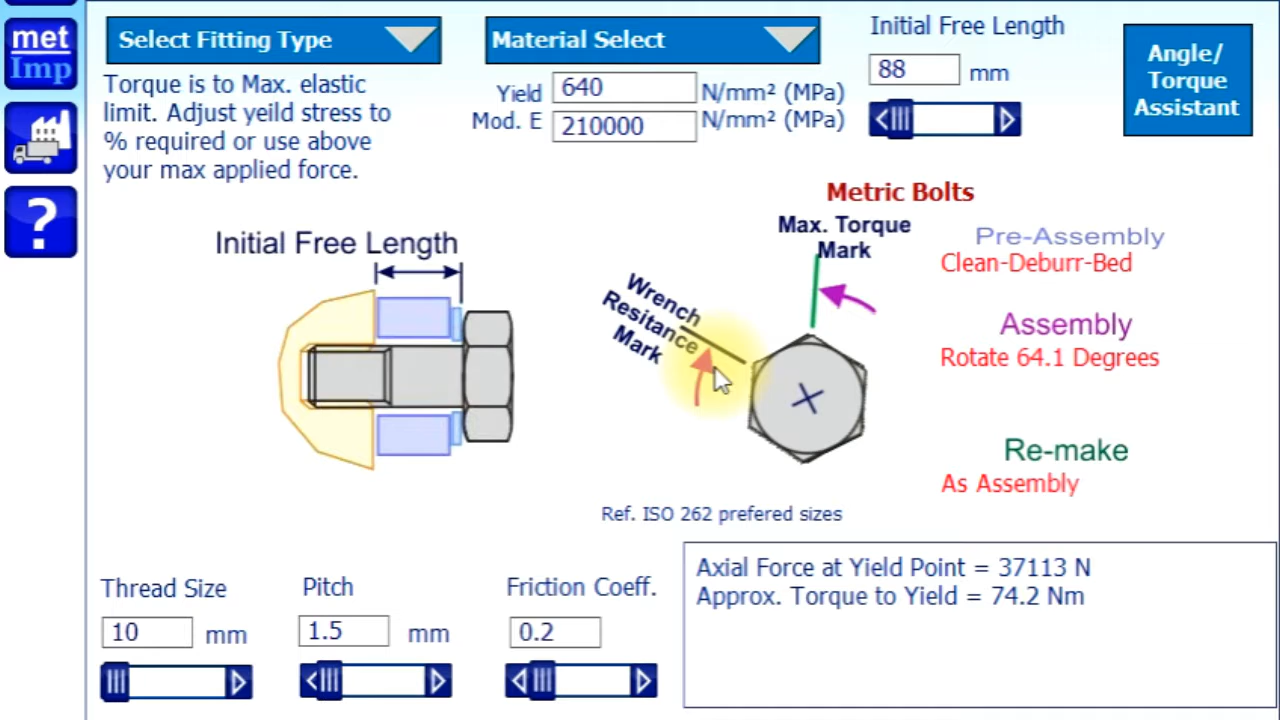 met
Imp
?
Select Fitting Type
Torque is to Max. elastic
limit. Adjust yeild stress to
% required or use above
your max applied force.
Material Select
Yield 640 N/mm² (MPa)
Mod. E 210000 N/mm² (MPa)
Initial Free Length
88 mm
Angle/
Torque
Assistant
Initial Free Length
Metric Bolts
Max. Torque
Mark
Wrench
Resitance
Mark
Pre-Assembly
Clean-Deburr-Bed
Assembly
Rotate 64.1 Degrees
Re-make
As Assembly
Ref. ISO 262 prefered sizes
Thread Size
10 mm
Pitch
1.5 mm
Friction Coeff.
0.2
Axial Force at Yield Point = 37113 N
Approx. Torque to Yield = 74.2 Nm